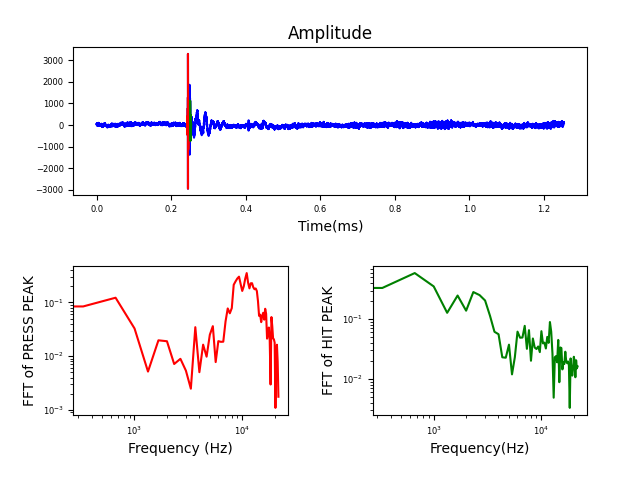 Amplitude
3000
2000
1000
0
−1000
−2000
−3000
0.0 0.2 0.4 0.6 0.8 1.0 1.2
Time(ms)
FFT of PRESS PEAK
10⁻¹
10⁻²
10⁻³
10³ 10⁴
Frequency (Hz)
FFT of HIT PEAK
10⁻¹
10⁻²
10³ 10⁴
Frequency(Hz)